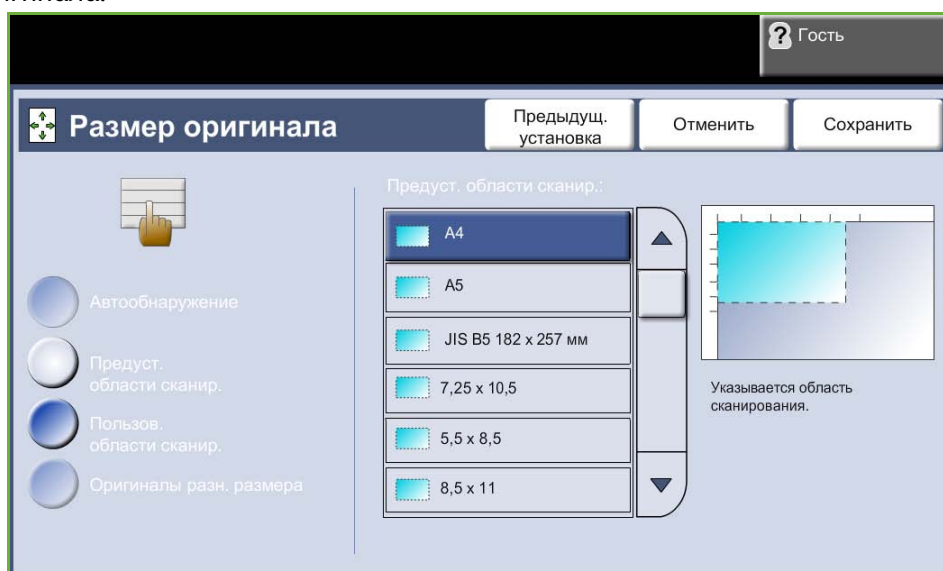 Гость
Размер оригинала
Предыдущ.
установка
Отменить
Сохранить
Предуст. области сканир.:
Автообнаружение
Предуст.
области сканир.
Пользов.
области сканир.
Оригиналы разн. размера
A4
A5
JIS B5 182 x 257 мм
7,25 x 10,5
5,5 x 8,5
8,5 x 11
Указывается область
сканирования.